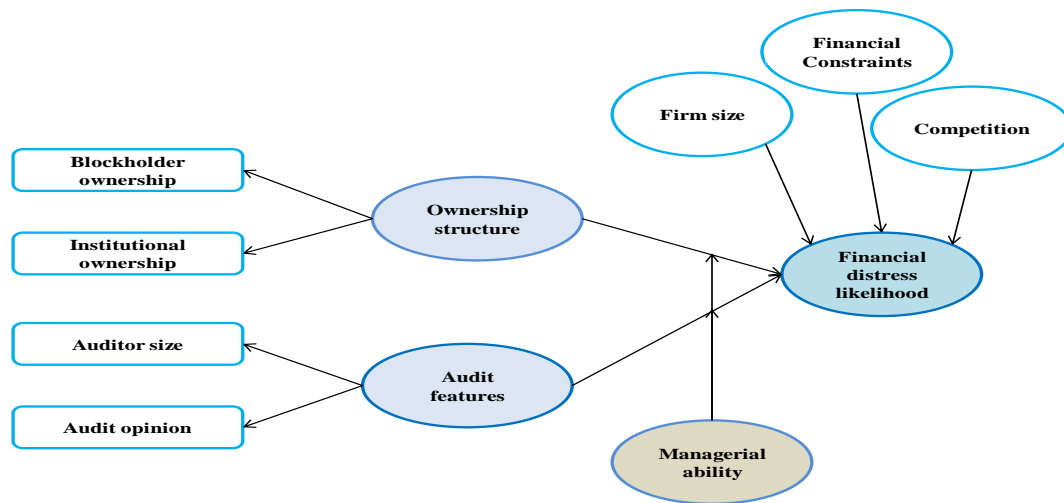 Financial
Constraints
Firm size
Competition
Blockholder
ownership
Ownership
structure
Institutional
ownership
Financial
distress
likelihood
Auditor size
Audit
features
Audit opinion
Managerial
ability